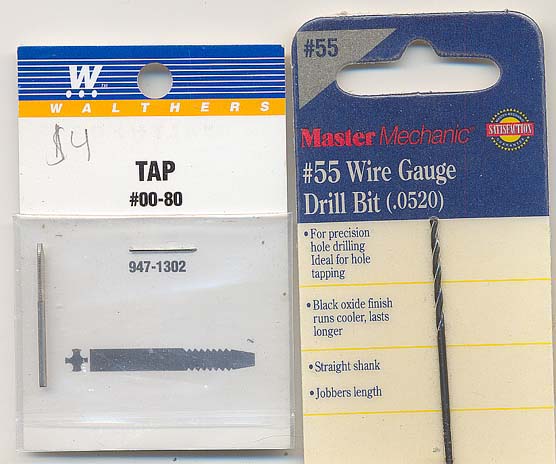 W
WALTHERS
$4
TAP
#00-80
947-1302
#55
Master Mechanic®
SATISFACTION
#55 Wire Gauge
Drill Bit (.0520)
• For precision
hole drilling
Ideal for hole
tapping
• Black oxide finish
runs cooler, lasts
longer
• Straight shank
• Jobbers length